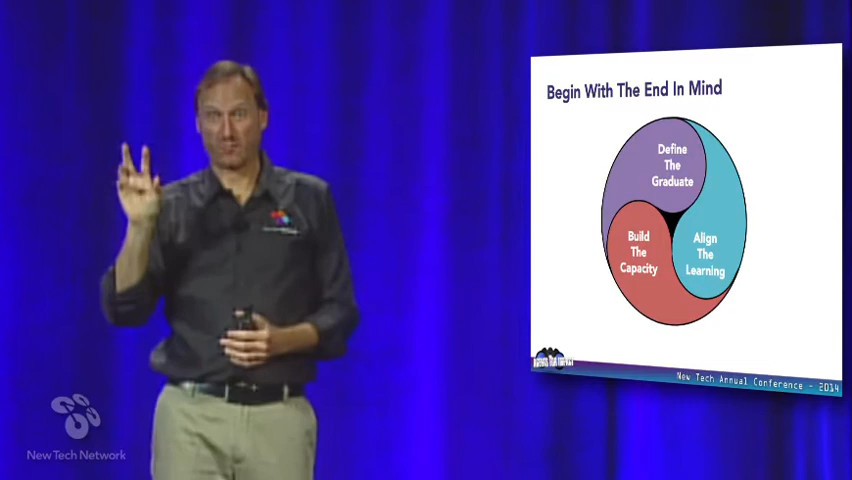 Begin With The End In Mind
Define
The
Graduate
Build
The
Capacity
Align
The
Learning
New Tech Annual Conference - 2014
New Tech Network